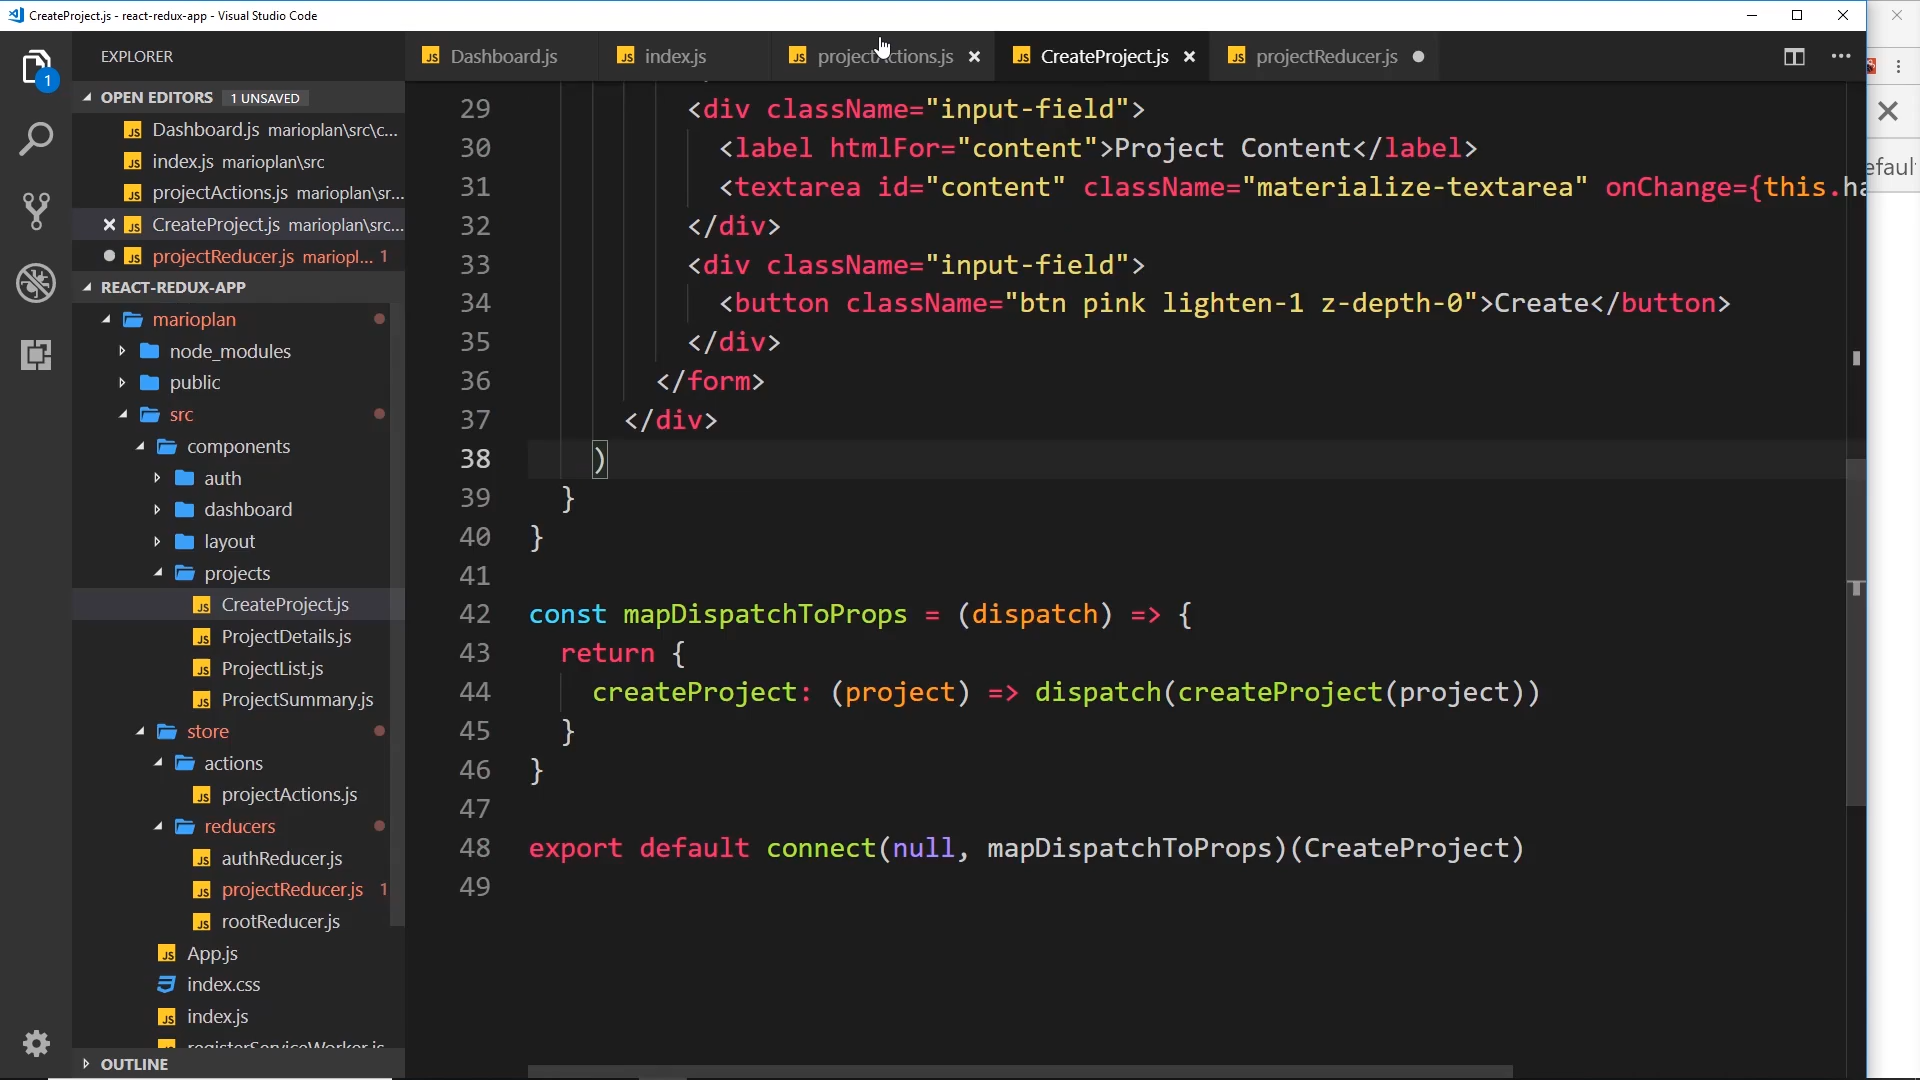 CreateProject.js - react-redux-app - Visual Studio Code
EXPLORER
Dashboard.js
index.js
projectActions.js
CreateProject.js
projectReducer.js
1
OPEN EDITORS 1 UNSAVED
Dashboard.js marioplan\src\c...
index.js marioplan\src
projectActions.js marioplan\sr...
CreateProject.js marioplan\src...
projectReducer.js mariopl... 1
REACT-REDUX-APP
marioplan
node_modules
public
src
components
auth
dashboard
layout
projects
CreateProject.js
ProjectDetails.js
ProjectList.js
ProjectSummary.js
store
actions
projectActions.js
reducers
authReducer.js
projectReducer.js 1
rootReducer.js
App.js
index.css
index.js
registerServiceWorker.js
OUTLINE
29 <div className="input-field">
30 <label htmlFor="content">Project Content</label>
31 <textarea id="content" className="materialize-textarea" onChange={this.ha
32 </div>
33 <div className="input-field">
34 <button className="btn pink lighten-1 z-depth-0">Create</button>
35 </div>
36 </form>
37 </div>
38 )
39 }
40 }
41
42 const mapDispatchToProps = (dispatch) => {
43 return {
44 createProject: (project) => dispatch(createProject(project))
45 }
46 }
47
48 export default connect(null, mapDispatchToProps)(CreateProject)
49
efaul